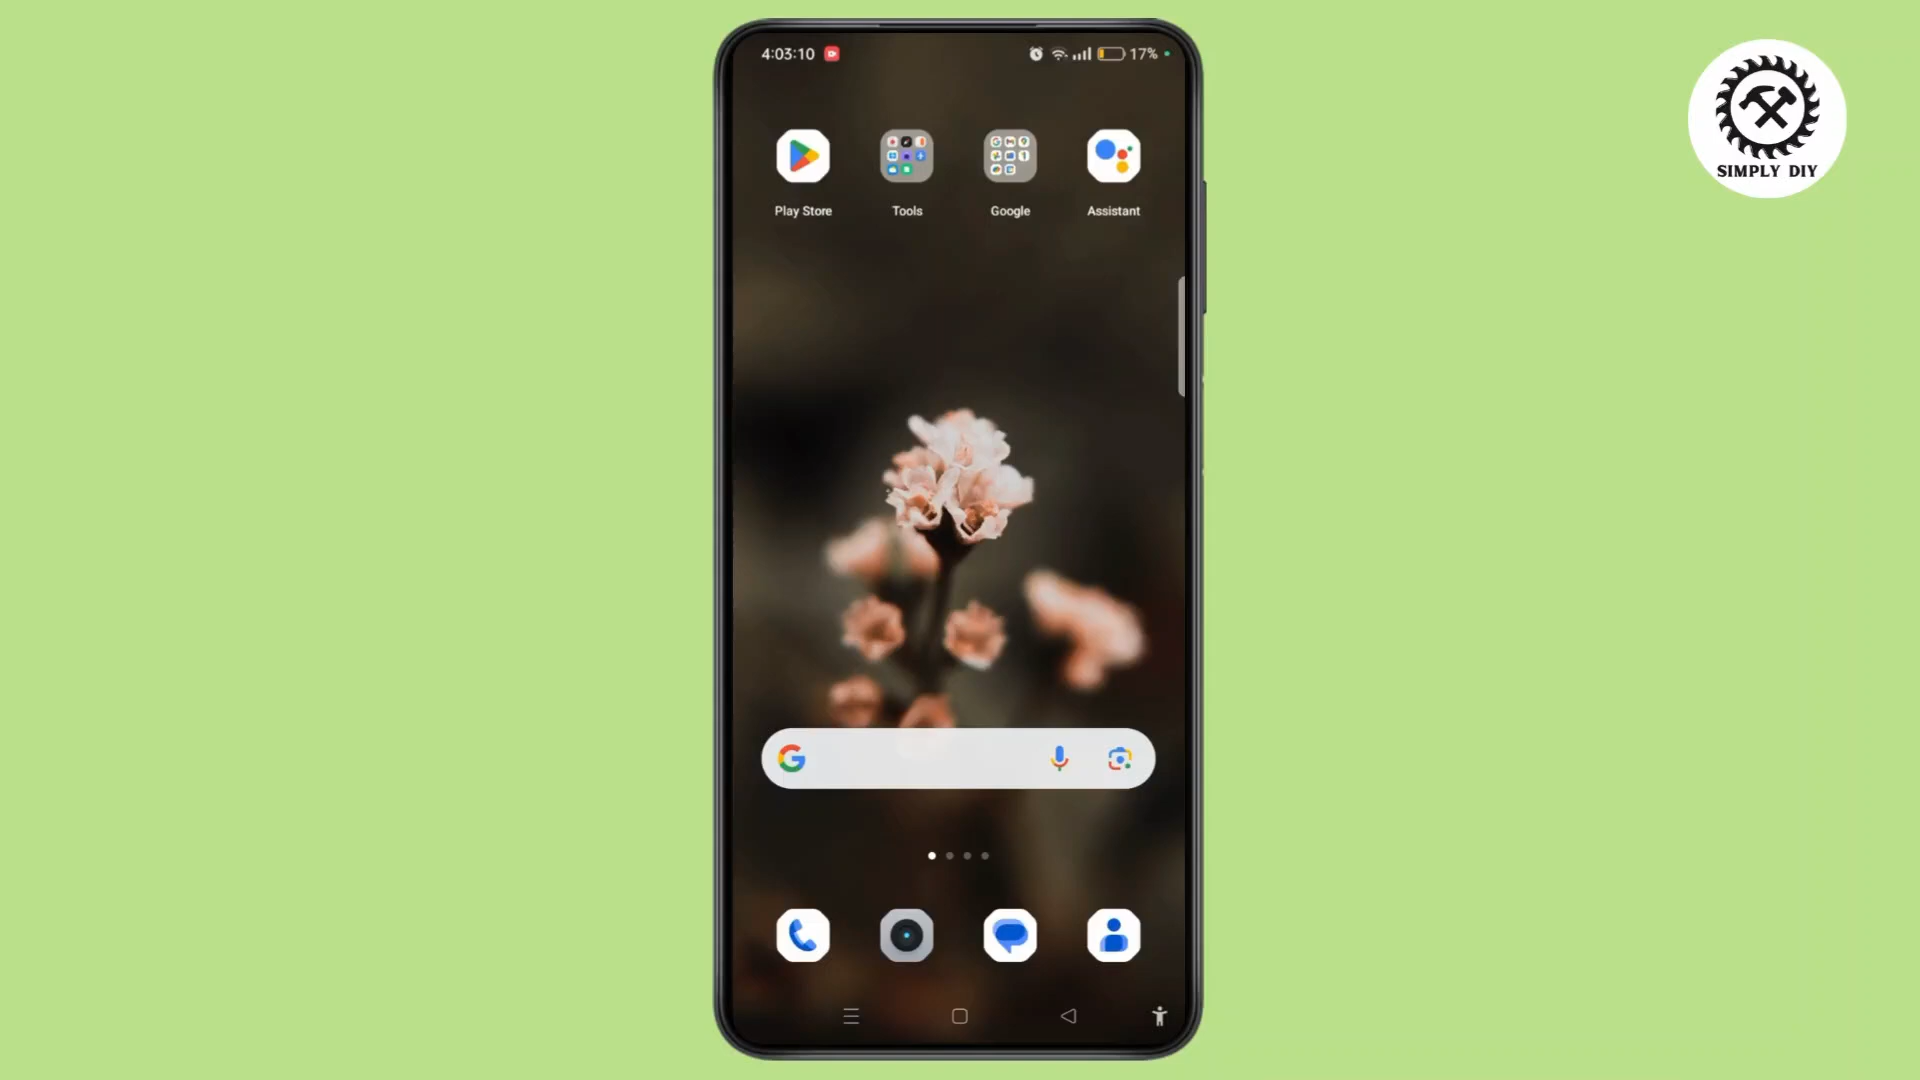 4:03:10
17%
SIMPLY DIY
Play Store
Tools
Google
Assistant